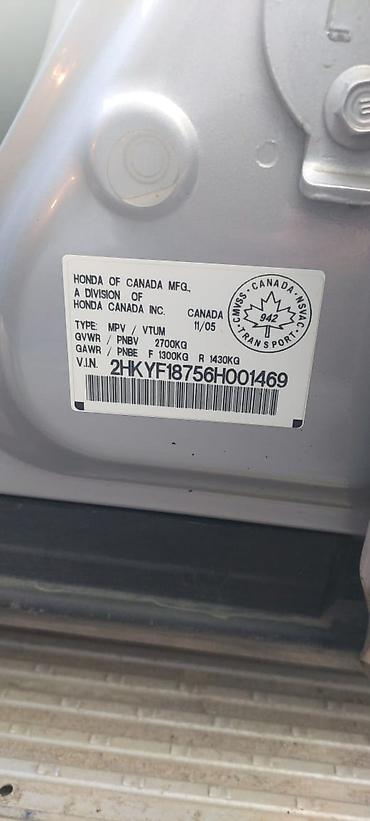 HONDA OF CANADA MFG.,
A DIVISION OF
HONDA CANADA INC.
CANADA
11/05
TYPE: MPV / VTUM
GVWR / PNBV 2700KG
GAWR / PNBE F 1300KG R 1430KG
V.I.N. 2HKYF18756H001469
CMVSS · CANADA · NSVAC · TRANSPORT ·
942